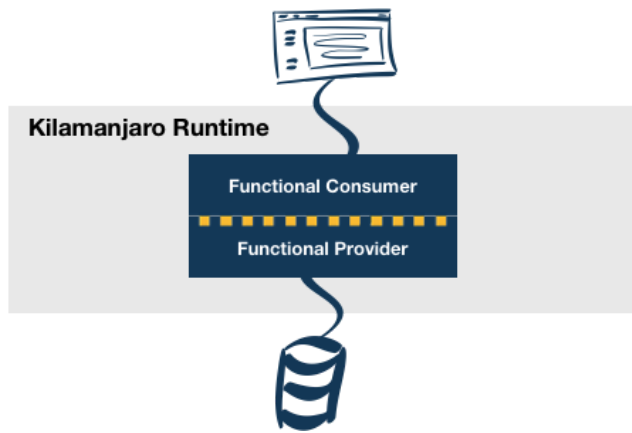 Kilamanjaro Runtime
Functional Consumer
Functional Provider